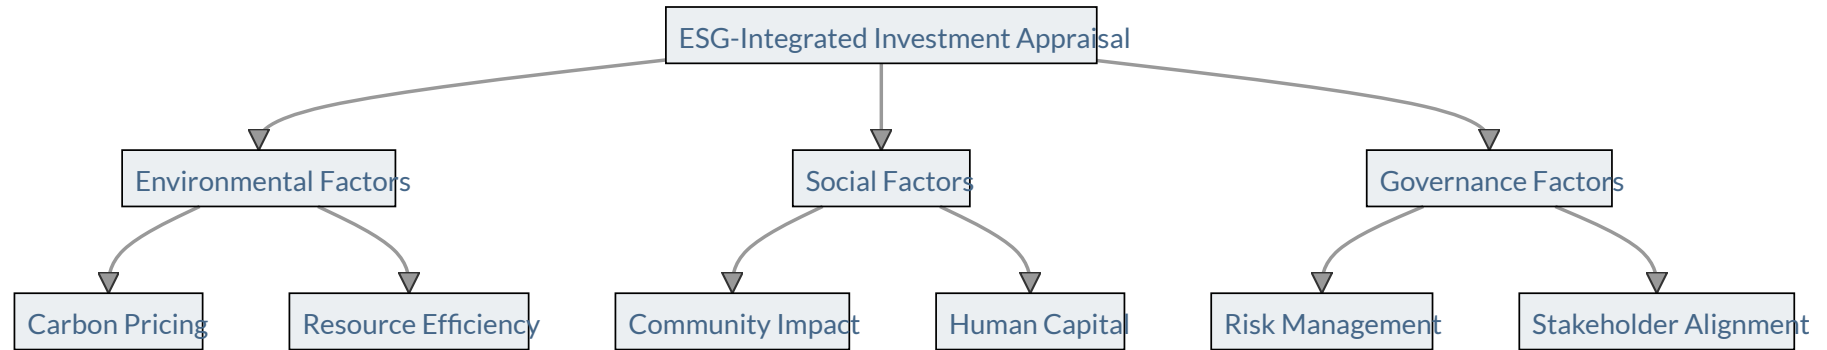 ESG-Integrated Investment Appraisal
Environmental Factors
Social Factors
Governance Factors
Carbon Pricing
Resource Efficiency
Community Impact
Human Capital
Risk Management
Stakeholder Alignment